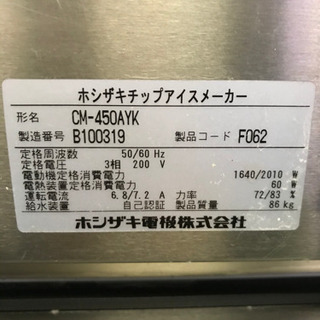 ホシザキチップアイスメーカー
形名 CM-450AYK
製造番号 B100319 製品コード F062
定格周波数 50/60 Hz
定格電圧 3相 200 V
電動機定格消費電力 1640/2010 W
電熱装置定格消費電力 60 W
運転電流 6.8/7.2 A 力率 72/83 %
給水装置 自己認証 製品質量 86 kg
ホシザキ電機株式会社